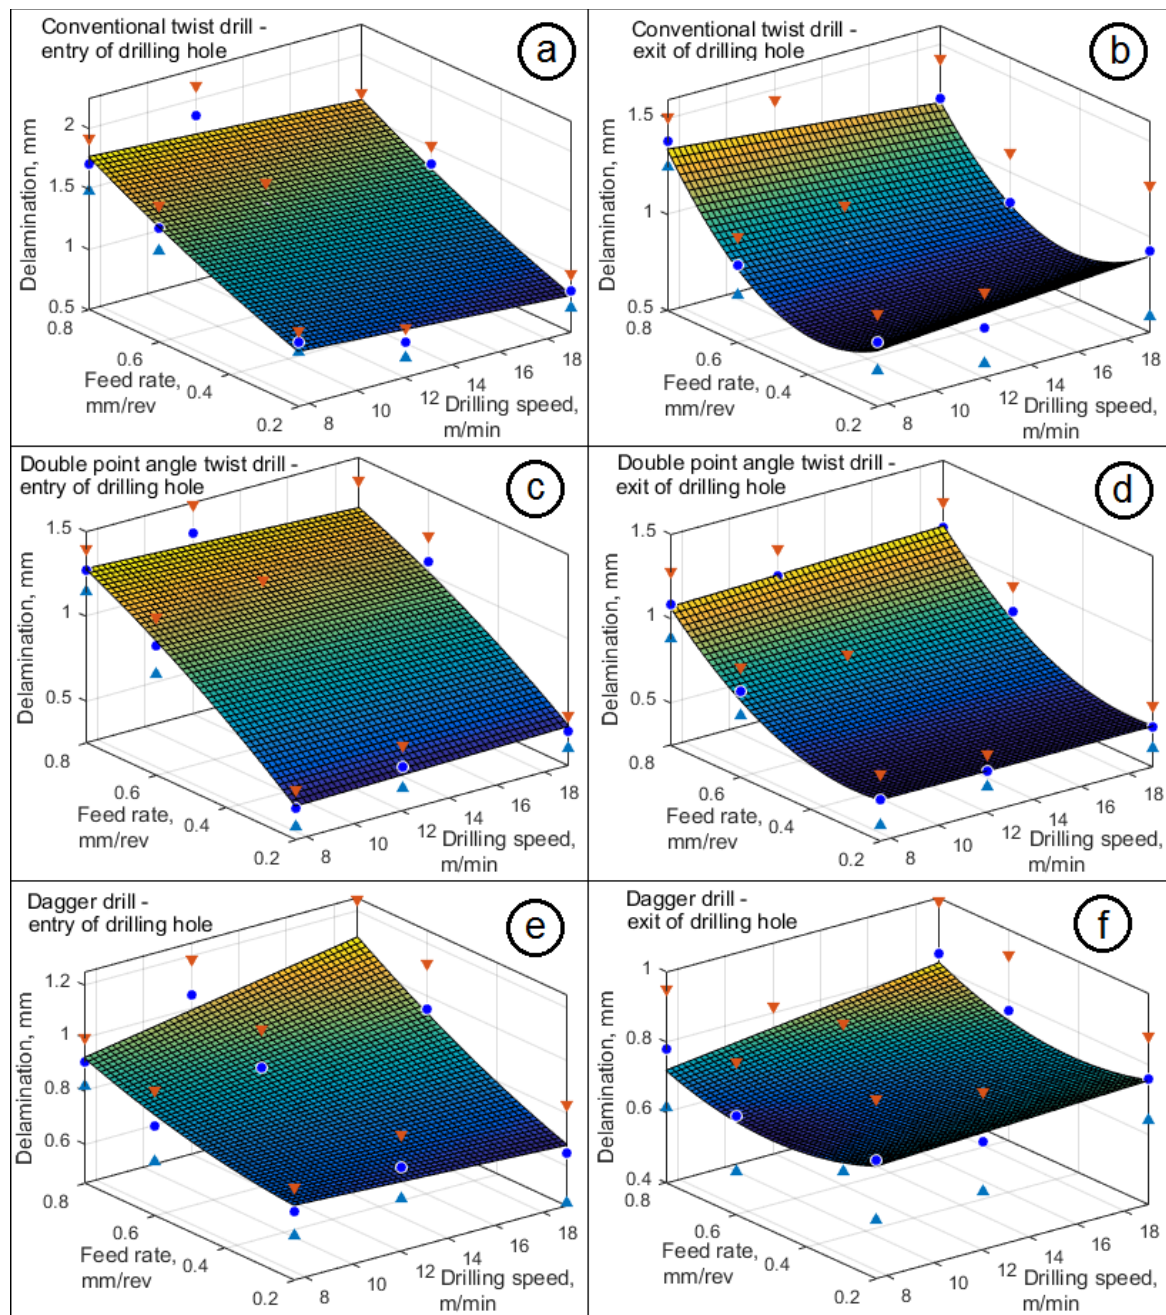 Conventional twist drill -
entry of drilling hole
a
Delamination, mm
2
1.5
1
0.5
0.8
0.6
0.4
0.2
Feed rate,
mm/rev
8
10
12
14
16
18
Drilling speed,
m/min
Conventional twist drill -
exit of drilling hole
b
Delamination, mm
1.5
1
0.5
0.8
0.6
0.4
0.2
Feed rate,
mm/rev
8
10
12
14
16
18
Drilling speed,
m/min
Double point angle twist drill -
entry of drilling hole
c
Delamination, mm
1.5
1
0.5
0.8
0.6
0.4
0.2
Feed rate,
mm/rev
8
10
12
14
16
18
Drilling speed,
m/min
Double point angle twist drill -
exit of drilling hole
d
Delamination, mm
1.5
1
0.5
0.8
0.6
0.4
0.2
Feed rate,
mm/rev
8
10
12
14
16
18
Drilling speed,
m/min
Dagger drill -
entry of drilling hole
e
Delamination, mm
1.2
1
0.8
0.6
0.8
0.6
0.4
0.2
Feed rate,
mm/rev
8
10
12
14
16
18
Drilling speed,
m/min
Dagger drill -
exit of drilling hole
f
Delamination, mm
1
0.8
0.6
0.4
0.8
0.6
0.4
0.2
Feed rate,
mm/rev
8
10
12
14
16
18
Drilling speed,
m/min